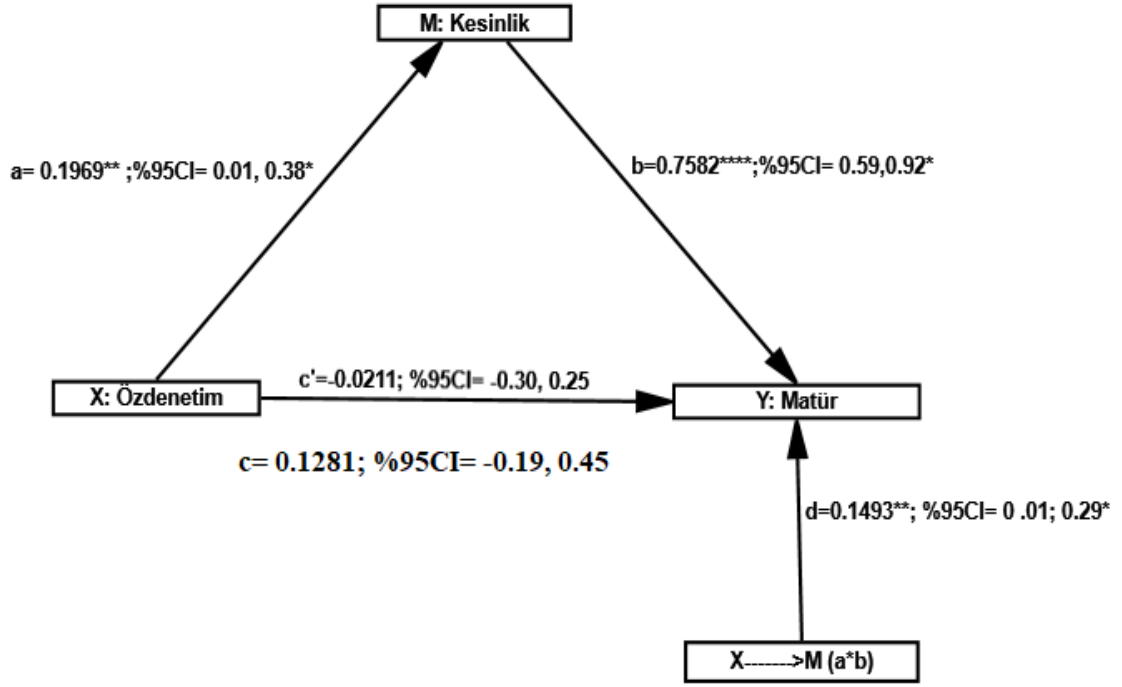 M: Kesinlik
a= 0.1969** ;%95CI= 0.01, 0.38*
b=0.7582****;%95CI= 0.59,0.92*
c'=-0.0211; %95CI= -0.30, 0.25
X: Özdenetim
Y: Matür
c= 0.1281; %95CI= -0.19, 0.45
d=0.1493**; %95CI= 0 .01; 0.29*
X------->M (a*b)